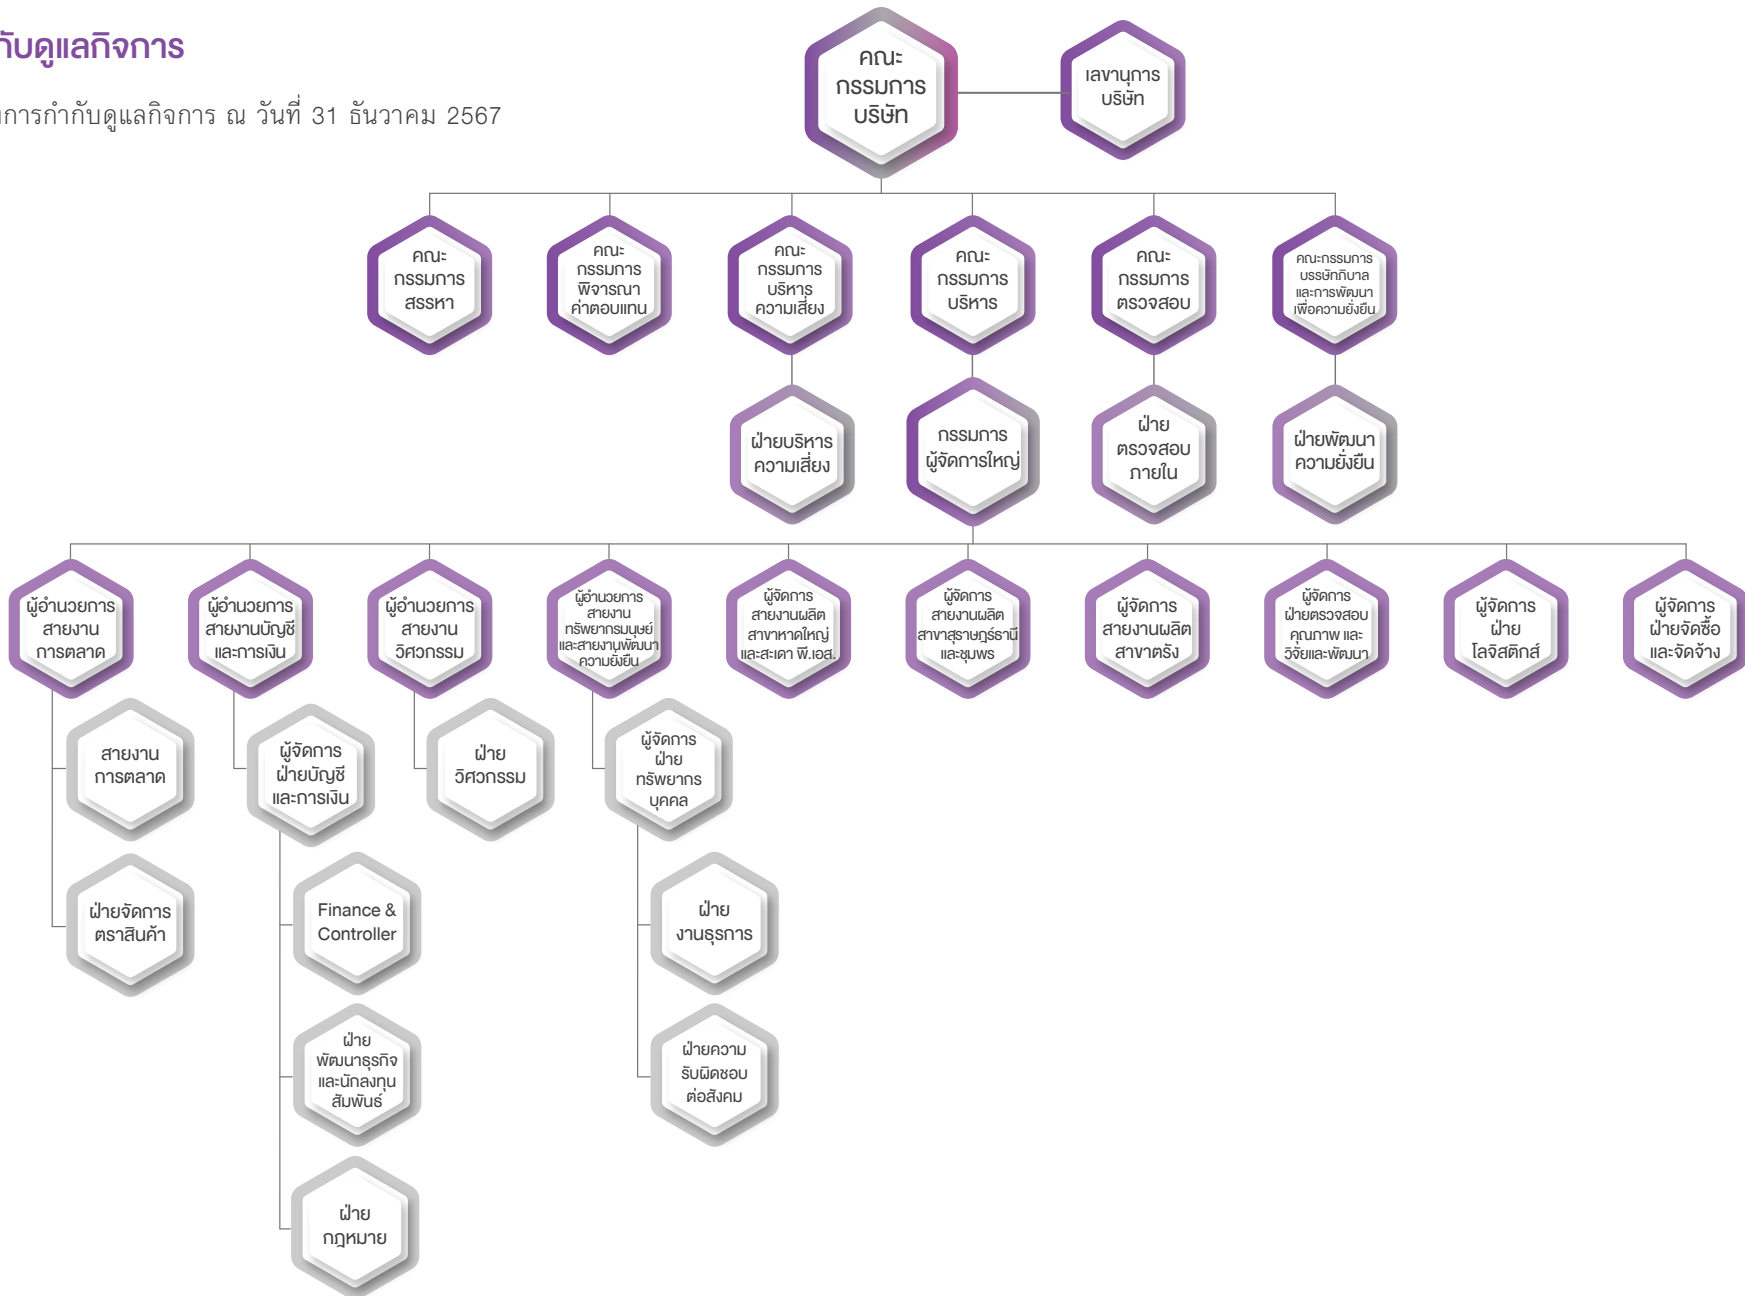 กับดูแลกิจการ
การกำกับดูแลกิจการ ณ วันที่ 31 ธันวาคม 2567
คณะ
กรรมการ
บริษัท
เลขานุการ
บริษัท
คณะ
กรรมการ
สรรหา
คณะ
กรรมการ
พิจารณา
ค่าตอบแทน
คณะ
กรรมการ
บริหาร
ความเสี่ยง
คณะ
กรรมการ
บริหาร
คณะ
กรรมการ
ตรวจสอบ
คณะกรรมการ
บรรษัทภิบาล
และการพัฒนา
เพื่อความยั่งยืน
ฝ่ายบริหาร
ความเสี่ยง
กรรมการ
ผู้จัดการใหญ่
ฝ่าย
ตรวจสอบ
ภายใน
ฝ่ายพัฒนา
ความยั่งยืน
ผู้อำนวยการ
สายงาน
การตลาด
ผู้อำนวยการ
สายงานบัญชี
และการเงิน
ผู้อำนวยการ
สายงาน
วิศวกรรม
ผู้อำนวยการ
สายงาน
ทรัพยากรมนุษย์
และสายงานพัฒนา
ความยั่งยืน
ผู้จัดการ
สายงานผลิต
สาขาหาดใหญ่
และสะเดา พี.เอส.
ผู้จัดการ
สายงานผลิต
สาขาสุราษฎร์ธานี
และชุมพร
ผู้จัดการ
สายงานผลิต
สาขาตรัง
ผู้จัดการ
ฝ่ายตรวจสอบ
คุณภาพ และ
วิจัยและพัฒนา
ผู้จัดการ
ฝ่าย
โลจิสติกส์
ผู้จัดการ
ฝ่ายจัดซื้อ
และจัดจ้าง
สายงาน
การตลาด
ผู้จัดการ
ฝ่ายบัญชี
และการเงิน
ฝ่าย
วิศวกรรม
ผู้จัดการ
ฝ่าย
ทรัพยากร
บุคคล
ฝ่ายจัดการ
ตราสินค้า
Finance &
Controller
ฝ่าย
งานธุรการ
ฝ่าย
พัฒนาธุรกิจ
และนักลงทุน
สัมพันธ์
ฝ่ายความ
รับผิดชอบ
ต่อสังคม
ฝ่าย
กฎหมาย